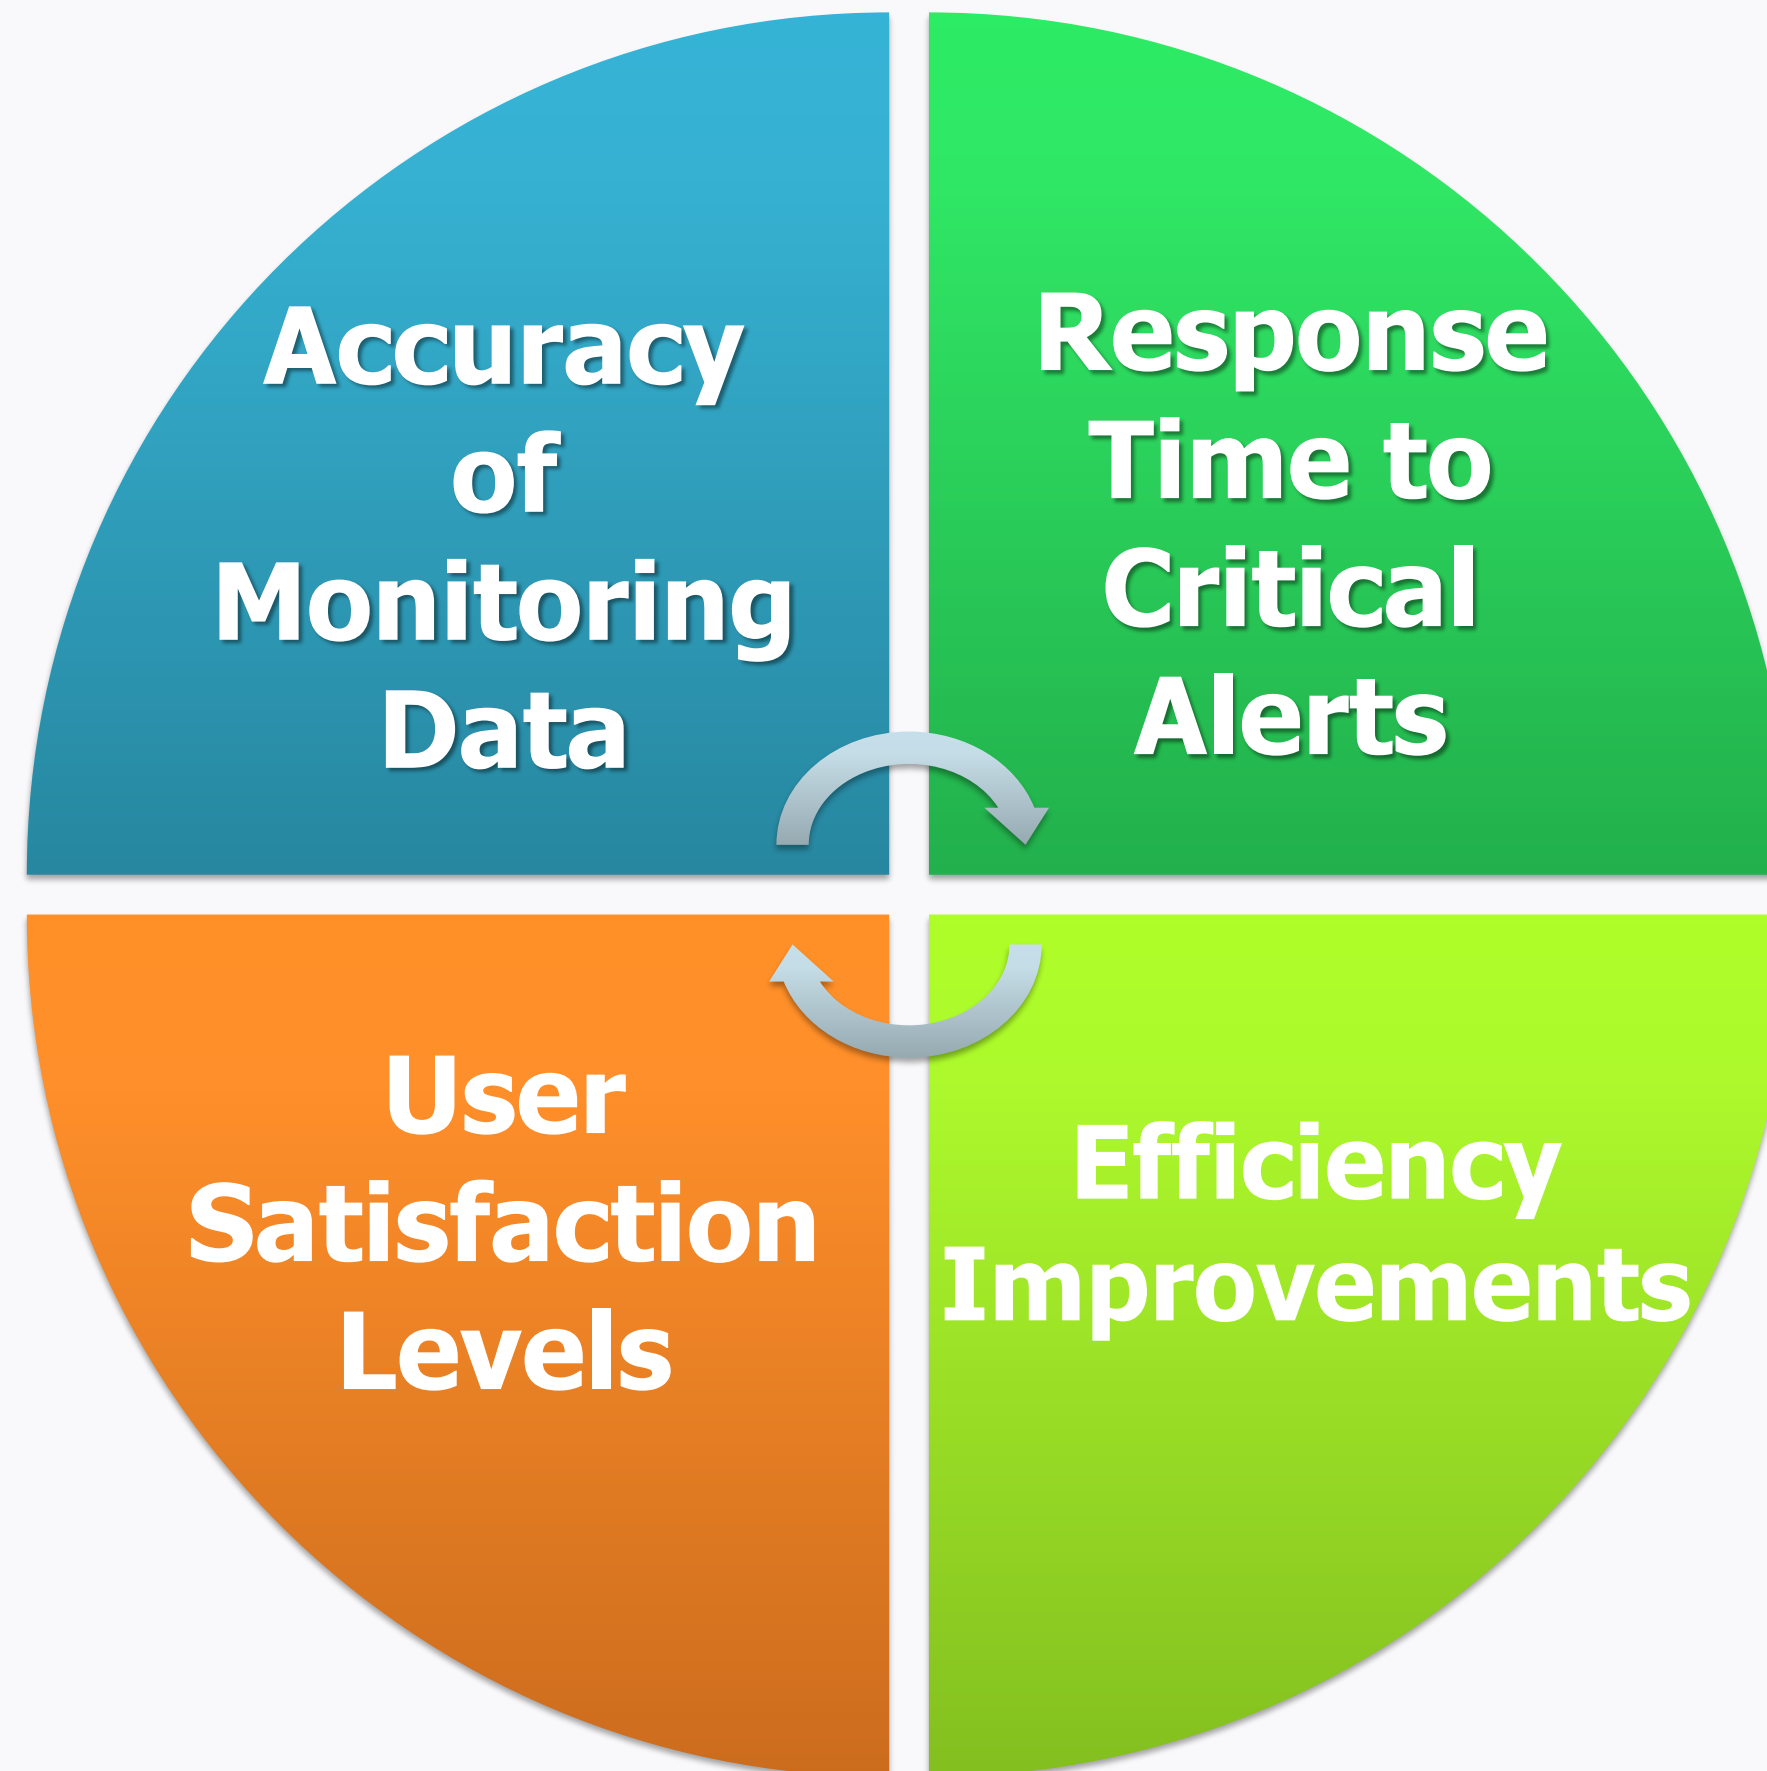 Accuracy
of
Monitoring
Data
Response
Time to
Critical
Alerts
User
Satisfaction
Levels
Efficiency
Improvements